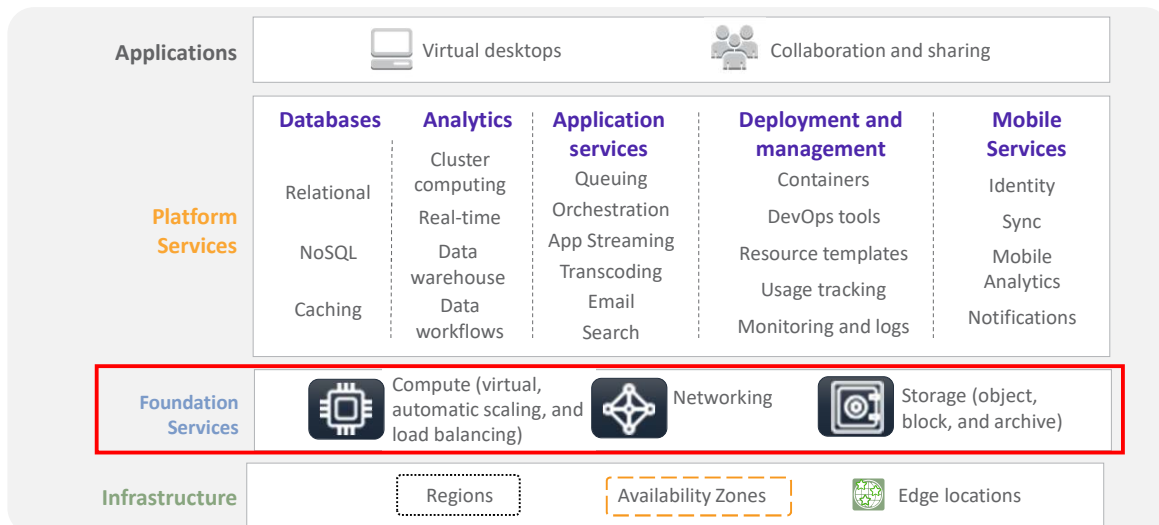 Applications
Virtual desktops
Collaboration and sharing
Platform
Services
Databases
Relational
NoSQL
Caching
Analytics
Cluster
computing
Real-time
Data
warehouse
Data
workflows
Application
services
Queuing
Orchestration
App Streaming
Transcoding
Email
Search
Deployment and
management
Containers
DevOps tools
Resource templates
Usage tracking
Monitoring and logs
Mobile
Services
Identity
Sync
Mobile
Analytics
Notifications
Foundation
Services
Compute (virtual,
automatic scaling, and
load balancing)
Networking
Storage (object,
block, and archive)
Infrastructure
Regions
Availability Zones
Edge locations